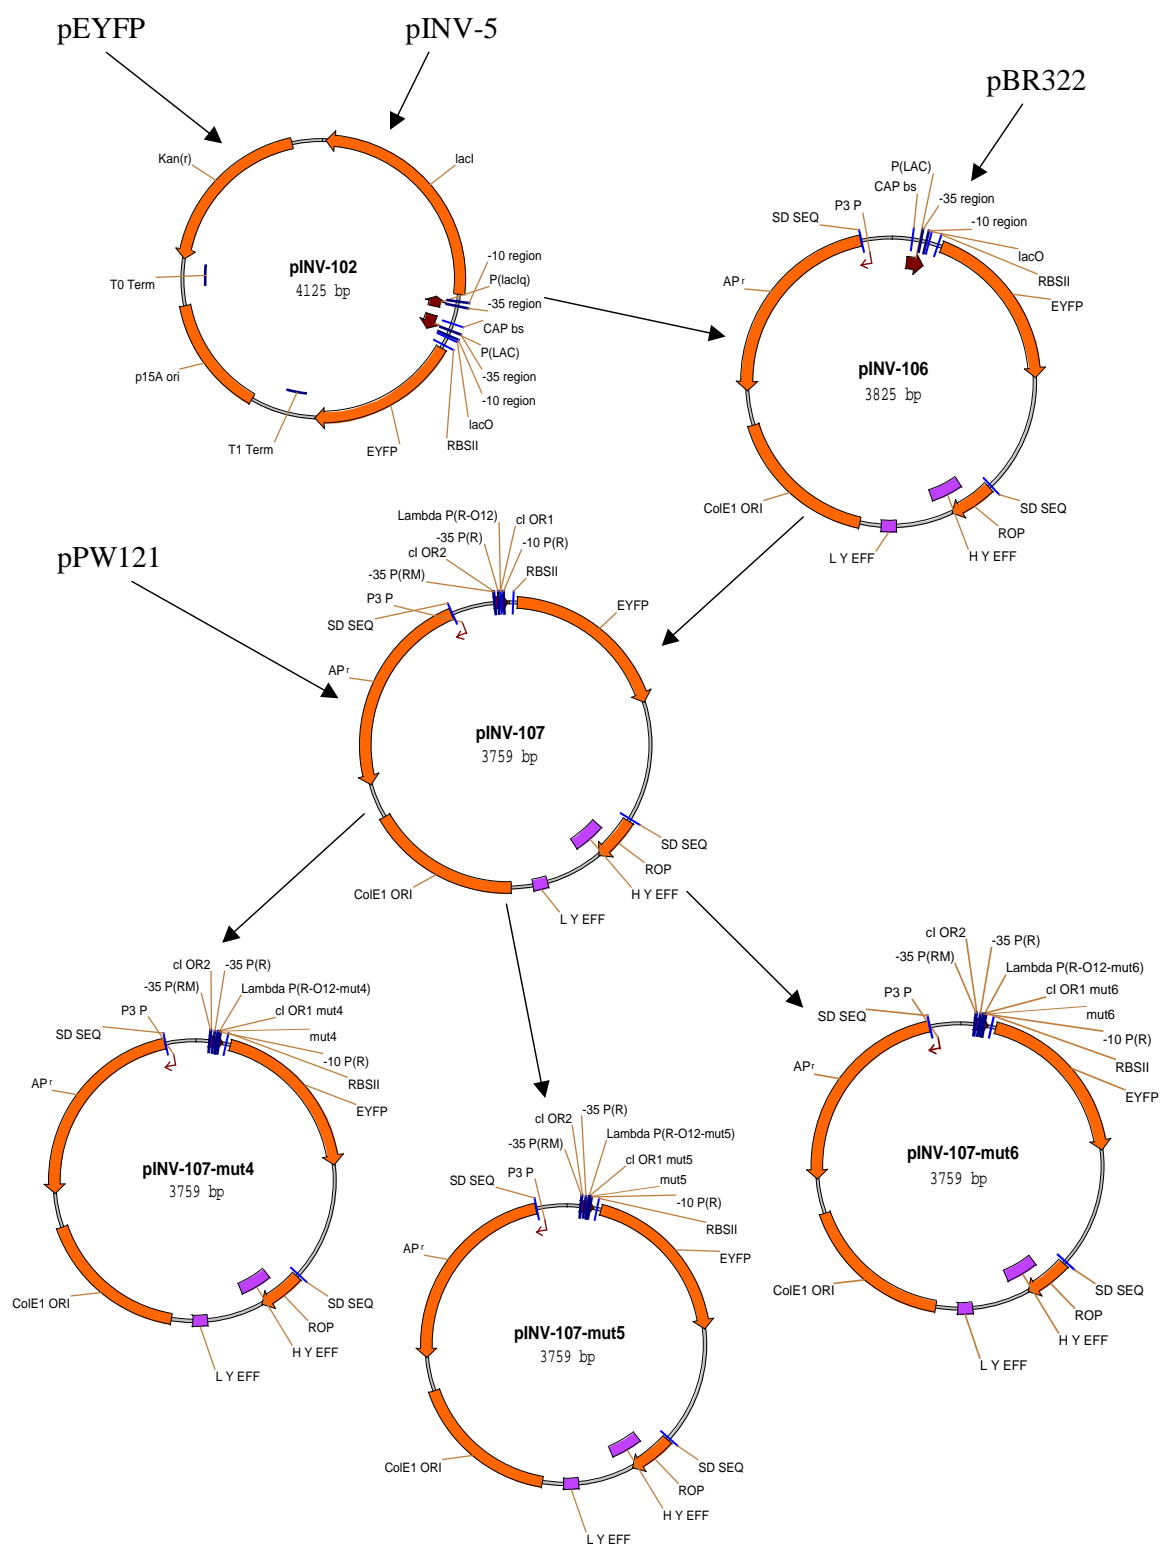 pEYFP
pINV-5
pBR322
Kan(r)
lacI
-10 region
P(lacIq)
-35 region
CAP bs
P(LAC)
-35 region
-10 region
lacO
RBSII
EYFP
T1 Term
p15A ori
T0 Term
pINV-102
4125 bp
P(LAC)
CAP bs
-35 region
P3 P
-10 region
SD SEQ
lacO
RBSII
EYFP
APr
pINV-106
3825 bp
ColE1 ORI
SD SEQ
ROP
H Y EFF
L Y EFF
pPW121
Lambda P(R-O12)
cI OR1
-35 P(R)
-10 P(R)
cI OR2
RBSII
-35 P(RM)
P3 P
EYFP
SD SEQ
APr
pINV-107
3759 bp
SD SEQ
ROP
ColE1 ORI
H Y EFF
L Y EFF
cI OR2
-35 P(R)
-35 P(RM)
Lambda P(R-O12-mut4)
P3 P
cI OR1 mut4
SD SEQ
mut4
-10 P(R)
RBSII
APr
EYFP
pINV-107-mut4
3759 bp
ColE1 ORI
SD SEQ
ROP
H Y EFF
L Y EFF
-35 P(R)
cI OR2
Lambda P(R-O12-mut5)
-35 P(RM)
cI OR1 mut5
P3 P
mut5
SD SEQ
-10 P(R)
RBSII
APr
EYFP
pINV-107-mut5
3759 bp
ColE1 ORI
SD SEQ
ROP
H Y EFF
L Y EFF
cI OR2
-35 P(R)
-35 P(RM)
Lambda P(R-O12-mut6)
cI OR1 mut6
P3 P
mut6
SD SEQ
-10 P(R)
RBSII
APr
EYFP
pINV-107-mut6
3759 bp
ColE1 ORI
SD SEQ
ROP
H Y EFF
L Y EFF